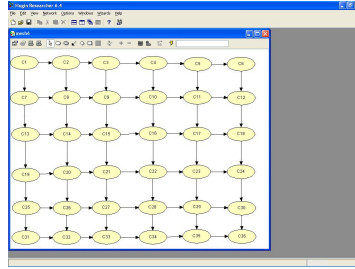 Hugin Researcher 6.4
File Edit View Network Options Windows Wizards Help
mesh6
C1 C2 C3 C4 C5 C6
C7 C8 C9 C10 C11 C12
C13 C14 C15 C16 C17 C18
C19 C20 C21 C22 C23 C24
C25 C26 C27 C28 C29 C30
C31 C32 C33 C34 C35 C36